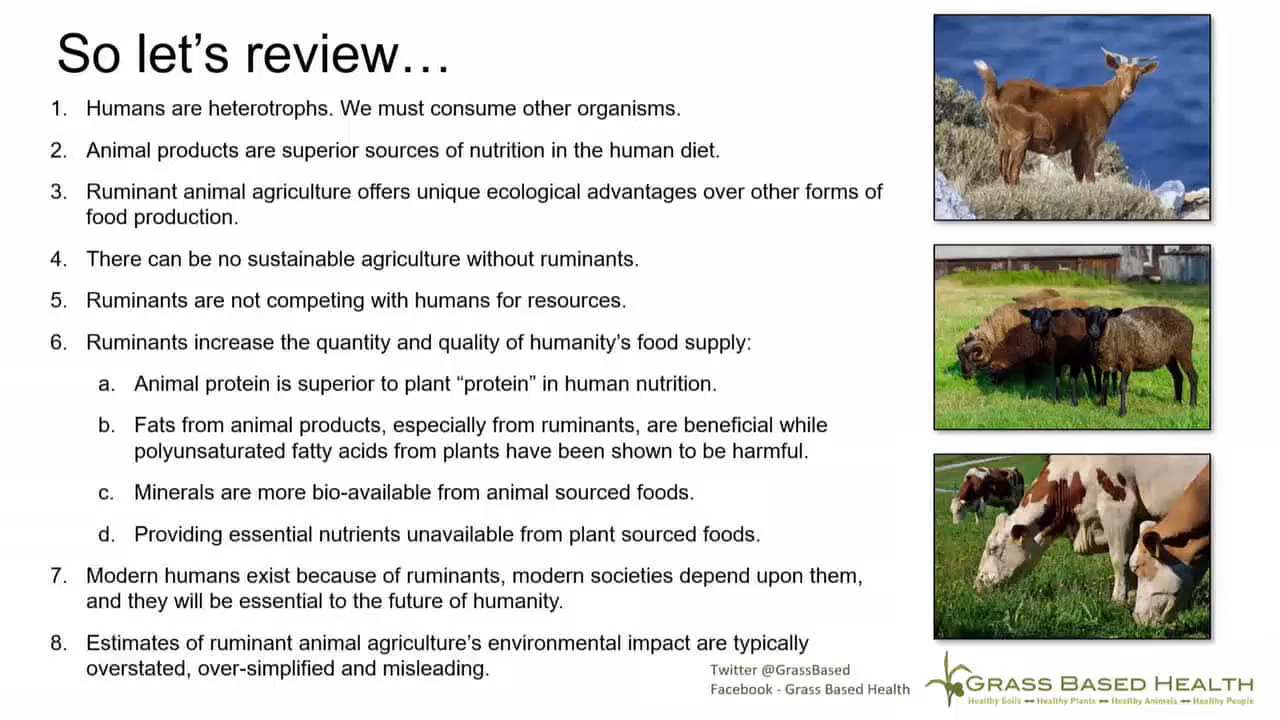 So let's review…
1. Humans are heterotrophs. We must consume other organisms.
2. Animal products are superior sources of nutrition in the human diet.
3. Ruminant animal agriculture offers unique ecological advantages over other forms of
food production.
4. There can be no sustainable agriculture without ruminants.
5. Ruminants are not competing with humans for resources.
6. Ruminants increase the quantity and quality of humanity's food supply:
a. Animal protein is superior to plant “protein” in human nutrition.
b. Fats from animal products, especially from ruminants, are beneficial while
polyunsaturated fatty acids from plants have been shown to be harmful.
c. Minerals are more bio-available from animal sourced foods.
d. Providing essential nutrients unavailable from plant sourced foods.
7. Modern humans exist because of ruminants, modern societies depend upon them,
and they will be essential to the future of humanity.
8. Estimates of ruminant animal agriculture's environmental impact are typically
overstated, over-simplified and misleading.
Twitter @GrassBased
Facebook - Grass Based Health
GRASS BASED HEALTH
Healthy Soils -- Healthy Plants -- Healthy Animals -- Healthy People